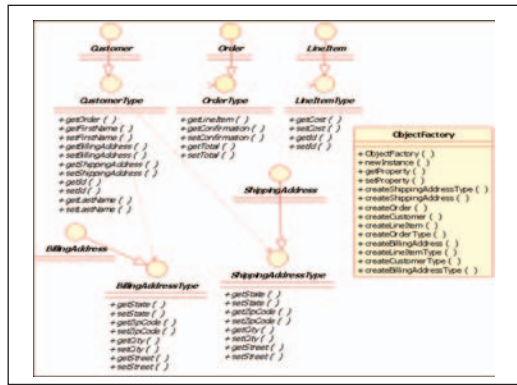 Customer
Order
LineItem
CustomerType
+getOrder ( )
+getFirstName ( )
+setFirstName ( )
+getBillingAddress ( )
+setBillingAddress ( )
+getShippingAddress ( )
+setShippingAddress ( )
+getId ( )
+setId ( )
+getLastName ( )
+setLastName ( )
OrderType
+getLineItem ( )
+getConfirmation ( )
+setConfirmation ( )
+getTotal ( )
+setTotal ( )
LineItemType
+getCost ( )
+setCost ( )
+getId ( )
+setId ( )
ObjectFactory
+ ObjectFactory ( )
+ newInstance ( )
+ getProperty ( )
+ setProperty ( )
+ createShippingAddressType ( )
+ createShippingAddress ( )
+ createOrder ( )
+ createCustomer ( )
+ createLineItem ( )
+ createOrderType ( )
+ createBillingAddress ( )
+ createLineItemType ( )
+ createCustomerType ( )
+ createBillingAddressType ( )
ShippingAddress
BillingAddress
BillingAddressType
+getState ( )
+setState ( )
+getZipCode ( )
+setZipCode ( )
+getCity ( )
+setCity ( )
+getStreet ( )
+setStreet ( )
ShippingAddressType
+getState ( )
+setState ( )
+getZipCode ( )
+setZipCode ( )
+getCity ( )
+setCity ( )
+getStreet ( )
+setStreet ( )